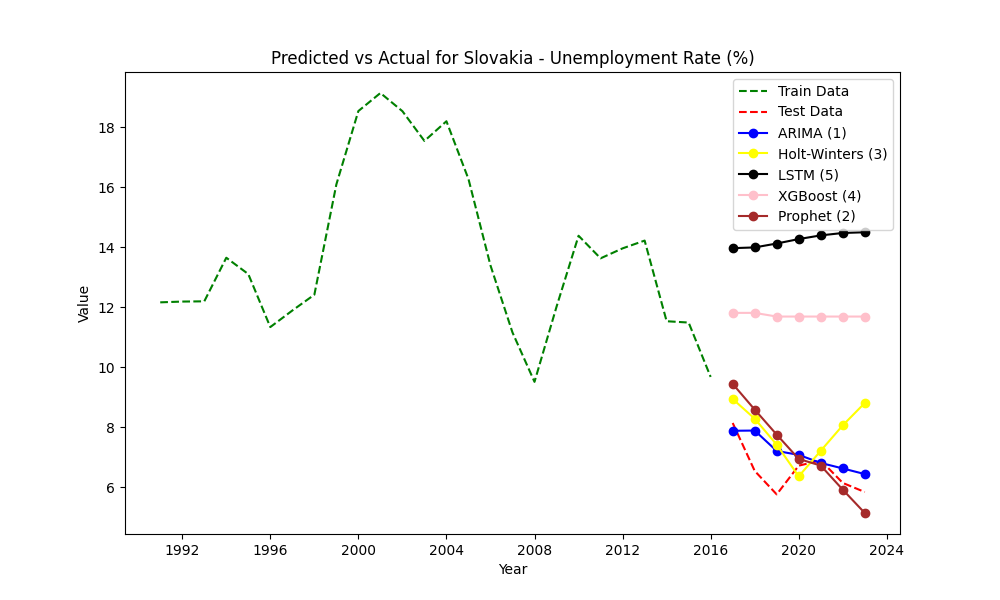 Predicted vs Actual for Slovakia - Unemployment Rate (%)
Train Data
Test Data
ARIMA (1)
Holt-Winters (3)
LSTM (5)
XGBoost (4)
Prophet (2)
Value
18
16
14
12
10
8
6
1992
1996
2000
2004
2008
2012
2016
2020
2024
Year